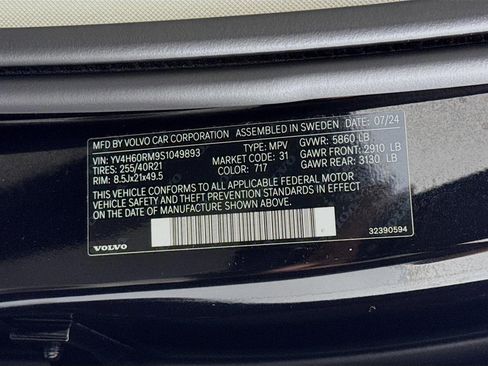 MFD BY VOLVO CAR CORPORATION ASSEMBLED IN SWEDEN DATE: 07/24
VIN: YV4H60RM9S1049893 TYPE: MPV GVWR: 5860 LB
TIRES: 255/40R21 MARKET CODE: 31 GAWR FRONT: 2910 LB
RIM: 8.5Jx21x49.5 COLOR: 717 GAWR REAR: 3130 LB
THIS VEHICLE CONFORMS TO ALL APPLICABLE FEDERAL MOTOR
VEHICLE SAFETY AND THEFT STANDARDS IN EFFECT ON THE
DATE OF MANUFACTURE SHOWN ABOVE.
VOLVO 32390594